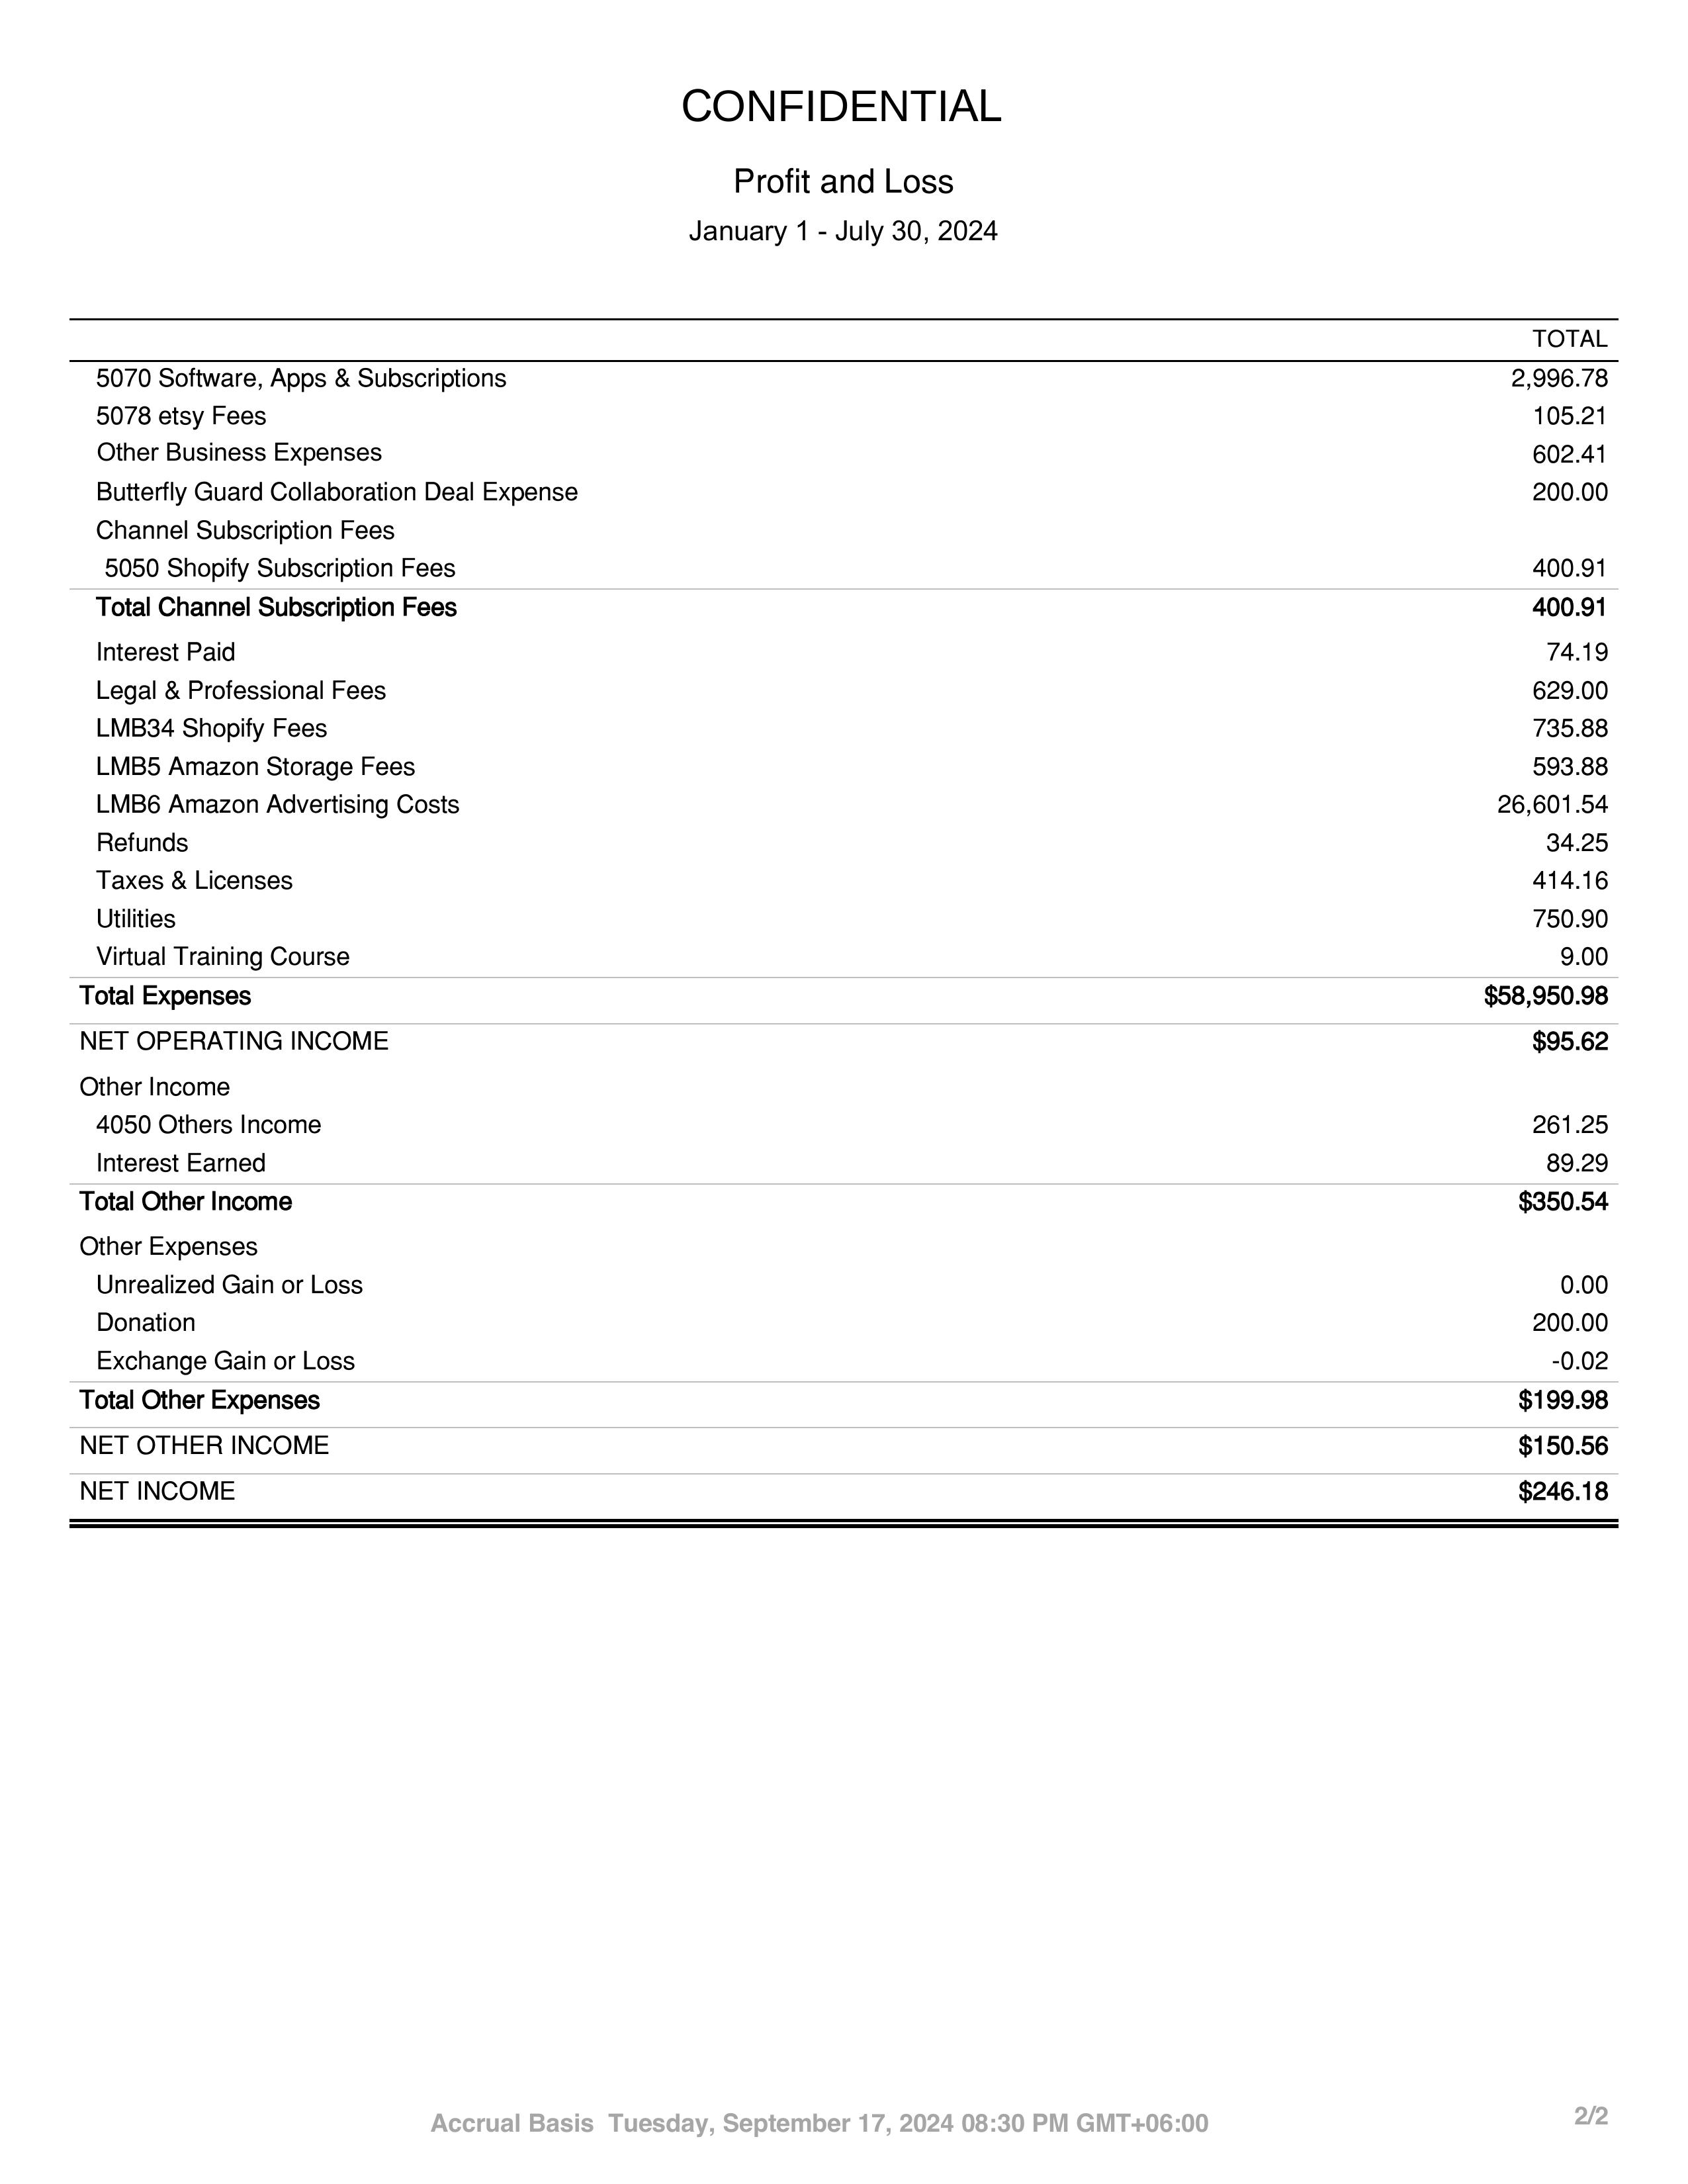 CONFIDENTIAL
Profit and Loss
January 1 - July 30, 2024
TOTAL
5070 Software, Apps & Subscriptions 2,996.78
5078 etsy Fees 105.21
Other Business Expenses 602.41
Butterfly Guard Collaboration Deal Expense 200.00
Channel Subscription Fees
5050 Shopify Subscription Fees 400.91
Total Channel Subscription Fees 400.91
Interest Paid 74.19
Legal & Professional Fees 629.00
LMB34 Shopify Fees 735.88
LMB5 Amazon Storage Fees 593.88
LMB6 Amazon Advertising Costs 26,601.54
Refunds 34.25
Taxes & Licenses 414.16
Utilities 750.90
Virtual Training Course 9.00
Total Expenses $58,950.98
NET OPERATING INCOME $95.62
Other Income
4050 Others Income 261.25
Interest Earned 89.29
Total Other Income $350.54
Other Expenses
Unrealized Gain or Loss 0.00
Donation 200.00
Exchange Gain or Loss -0.02
Total Other Expenses $199.98
NET OTHER INCOME $150.56
NET INCOME $246.18
Accrual Basis Tuesday, September 17, 2024 08:30 PM GMT+06:00 2/2